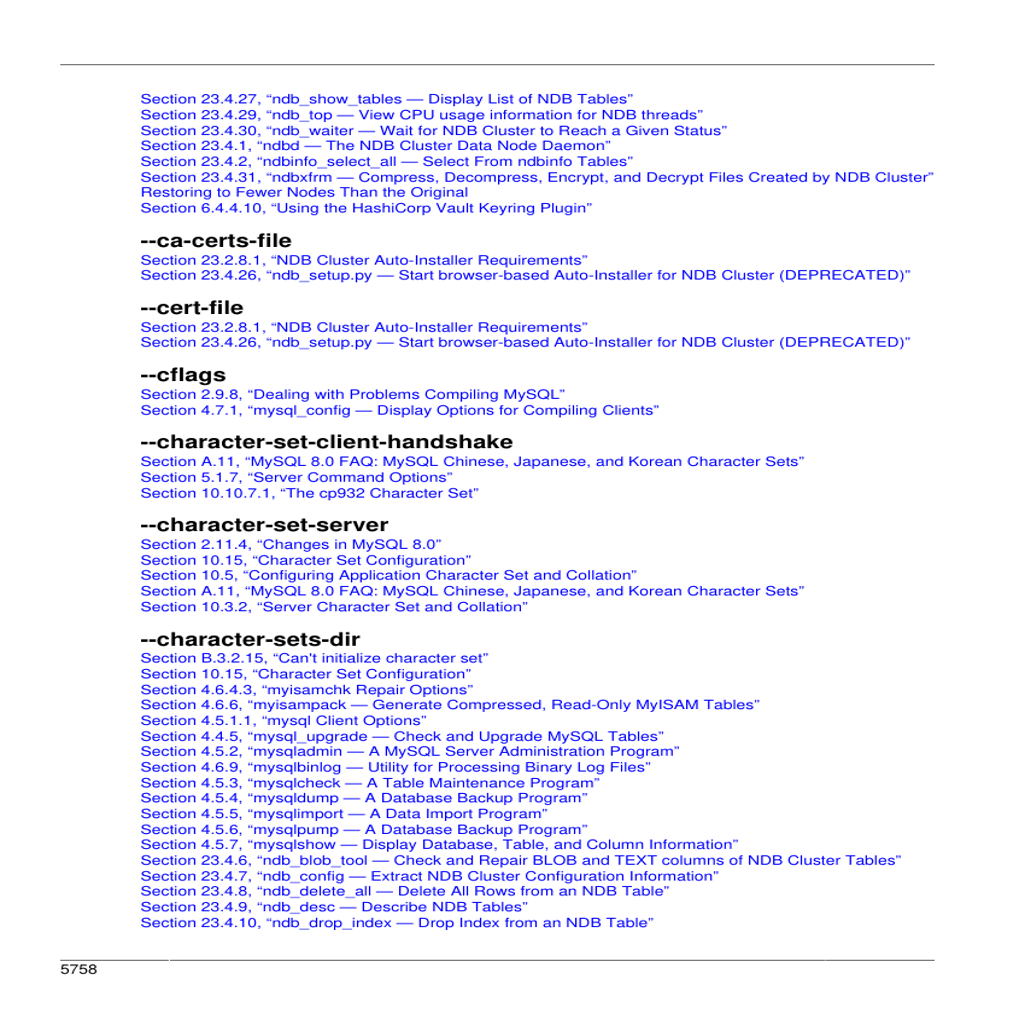 Section 23.4.27, “ndb_show_tables — Display List of NDB Tables”
Section 23.4.29, “ndb_top — View CPU usage information for NDB threads”
Section 23.4.30, “ndb_waiter — Wait for NDB Cluster to Reach a Given Status”
Section 23.4.1, “ndbd — The NDB Cluster Data Node Daemon”
Section 23.4.2, “ndbinfo_select_all — Select From ndbinfo Tables”
Section 23.4.31, “ndbxfrm — Compress, Decompress, Encrypt, and Decrypt Files Created by NDB Cluster”
Restoring to Fewer Nodes Than the Original
Section 6.4.4.10, “Using the HashiCorp Vault Keyring Plugin”
--ca-certs-file
Section 23.2.8.1, “NDB Cluster Auto-Installer Requirements”
Section 23.4.26, “ndb_setup.py — Start browser-based Auto-Installer for NDB Cluster (DEPRECATED)”
--cert-file
Section 23.2.8.1, “NDB Cluster Auto-Installer Requirements”
Section 23.4.26, “ndb_setup.py — Start browser-based Auto-Installer for NDB Cluster (DEPRECATED)”
--cflags
Section 2.9.8, “Dealing with Problems Compiling MySQL”
Section 4.7.1, “mysql_config — Display Options for Compiling Clients”
--character-set-client-handshake
Section A.11, “MySQL 8.0 FAQ: MySQL Chinese, Japanese, and Korean Character Sets”
Section 5.1.7, “Server Command Options”
Section 10.10.7.1, “The cp932 Character Set”
--character-set-server
Section 2.11.4, “Changes in MySQL 8.0”
Section 10.15, “Character Set Configuration”
Section 10.5, “Configuring Application Character Set and Collation”
Section A.11, “MySQL 8.0 FAQ: MySQL Chinese, Japanese, and Korean Character Sets”
Section 10.3.2, “Server Character Set and Collation”
--character-sets-dir
Section B.3.2.15, “Can't initialize character set”
Section 10.15, “Character Set Configuration”
Section 4.6.4.3, “myisamchk Repair Options”
Section 4.6.6, “myisampack — Generate Compressed, Read-Only MyISAM Tables”
Section 4.5.1.1, “mysql Client Options”
Section 4.4.5, “mysql_upgrade — Check and Upgrade MySQL Tables”
Section 4.5.2, “mysqladmin — A MySQL Server Administration Program”
Section 4.6.9, “mysqlbinlog — Utility for Processing Binary Log Files”
Section 4.5.3, “mysqlcheck — A Table Maintenance Program”
Section 4.5.4, “mysqldump — A Database Backup Program”
Section 4.5.5, “mysqlimport — A Data Import Program”
Section 4.5.6, “mysqlpump — A Database Backup Program”
Section 4.5.7, “mysqlshow — Display Database, Table, and Column Information”
Section 23.4.6, “ndb_blob_tool — Check and Repair BLOB and TEXT columns of NDB Cluster Tables”
Section 23.4.7, “ndb_config — Extract NDB Cluster Configuration Information”
Section 23.4.8, “ndb_delete_all — Delete All Rows from an NDB Table”
Section 23.4.9, “ndb_desc — Describe NDB Tables”
Section 23.4.10, “ndb_drop_index — Drop Index from an NDB Table”
5758